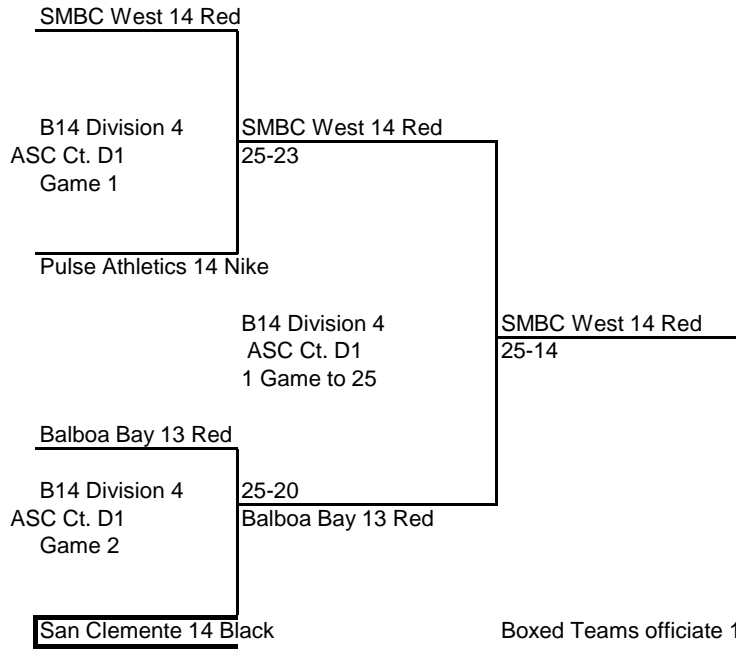 SMBC West 14 Red
B14 Division 4
ASC Ct. D1
Game 1
SMBC West 14 Red
25-23
Pulse Athletics 14 Nike
B14 Division 4
ASC Ct. D1
1 Game to 25
SMBC West 14 Red
25-14
Balboa Bay 13 Red
B14 Division 4
ASC Ct. D1
Game 2
25-20
Balboa Bay 13 Red
San Clemente 14 Black
Boxed Teams officiate 1